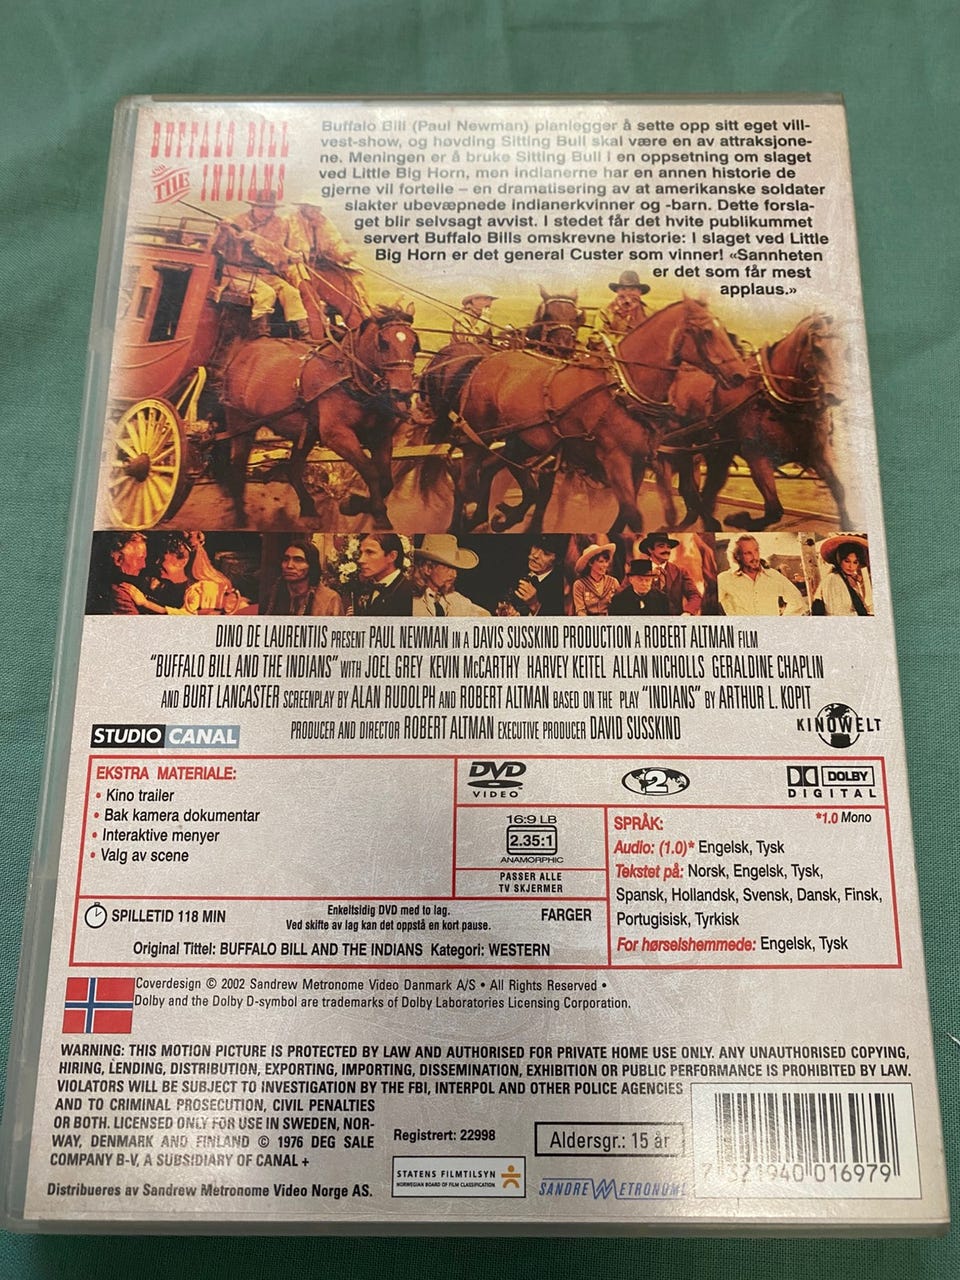 BUFFALO BILL
AND THE INDIANS
Buffalo Bill (Paul Newman) planlegger å sette opp sitt eget vill-
vest-show, og høvding Sitting Bull skal være en av attraksjone-
ne. Meningen er å bruke Sitting Bull i en oppsetning om slaget
ved Little Big Horn, men indianerne har en annen historie de
gjerne vil fortelle – en dramatisering av at amerikanske soldater
slakter ubevæpnede indianerkvinner og -barn. Dette forsla-
get blir selvsagt avvist. I stedet får det hvite publikummet
servert Buffalo Bills omskrevne historie: I slaget ved Little
Big Horn er det general Custer som vinner! «Sannheten
er det som får mest
applaus.»
DINO DE LAURENTIIS PRESENT PAUL NEWMAN IN A DAVIS SUSSKIND PRODUCTION A ROBERT ALTMAN FILM
"BUFFALO BILL AND THE INDIANS" WITH JOEL GREY KEVIN McCARTHY HARVEY KEITEL ALLAN NICHOLLS GERALDINE CHAPLIN
AND BURT LANCASTER SCREENPLAY BY ALAN RUDOLPH AND ROBERT ALTMAN BASED ON THE PLAY "INDIANS" BY ARTHUR L. KOPIT
PRODUCER AND DIRECTOR ROBERT ALTMAN EXECUTIVE PRODUCER DAVID SUSSKIND
STUDIO CANAL
KINOWELT
EKSTRA MATERIALE:
• Kino trailer
• Bak kamera dokumentar
• Interaktive menyer
• Valg av scene
DVD
VIDEO™
2
DOLBY
DIGITAL
16:9 LB
2.35:1
ANAMORPHIC
PASSER ALLE
TV SKJERMER
*1.0 Mono
SPRÅK:
Audio: (1.0)* Engelsk, Tysk
Tekstet på: Norsk, Engelsk, Tysk,
Spansk, Hollandsk, Svensk, Dansk, Finsk,
Portugisisk, Tyrkisk
For hørselshemmede: Engelsk, Tysk
SPILLETID 118 MIN
Enkeltsidig DVD med to lag.
Ved skifte av lag kan det oppstå en kort pause.
FARGER
Original Tittel: BUFFALO BILL AND THE INDIANS Kategori: WESTERN
Coverdesign © 2002 Sandrew Metronome Video Danmark A/S • All Rights Reserved •
Dolby and the Dolby D-symbol are trademarks of Dolby Laboratories Licensing Corporation.
WARNING: THIS MOTION PICTURE IS PROTECTED BY LAW AND AUTHORISED FOR PRIVATE HOME USE ONLY. ANY UNAUTHORISED COPYING,
HIRING, LENDING, DISTRIBUTION, EXPORTING, IMPORTING, DISSEMINATION, EXHIBITION OR PUBLIC PERFORMANCE IS PROHIBITED BY LAW.
VIOLATORS WILL BE SUBJECT TO INVESTIGATION BY THE FBI, INTERPOL AND OTHER POLICE AGENCIES
AND TO CRIMINAL PROSECUTION, CIVIL PENALTIES
OR BOTH. LICENSED ONLY FOR USE IN SWEDEN, NOR-
WAY, DENMARK AND FINLAND © 1976 DEG SALE
COMPANY B-V, A SUBSIDIARY OF CANAL +
Distribueres av Sandrew Metronome Video Norge AS.
Registrert: 22998
STATENS FILMTILSYN
NORWEGIAN BOARD OF FILM CLASSIFICATION
Aldersgr.: 15 år
SANDREW METRONOME
7 321940 016979